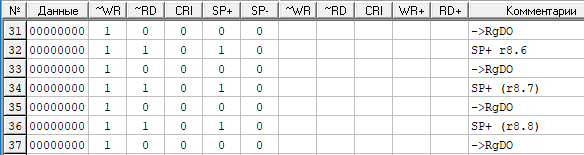 № Данные ~WR ~RD CRI SP+ SP- ~WR ~RD CRI WR+ RD+ Комментарии
31 00000000 1 0 0 0 0 ->RgDO
32 00000000 1 1 0 1 0 SP+ r8.6
33 00000000 1 0 0 0 0 ->RgDO
34 00000000 1 1 0 1 0 SP+ (r8.7)
35 00000000 1 0 0 0 0 ->RgDO
36 00000000 1 1 0 1 0 SP+ (r8.8)
37 00000000 1 0 0 0 0 ->RgDO